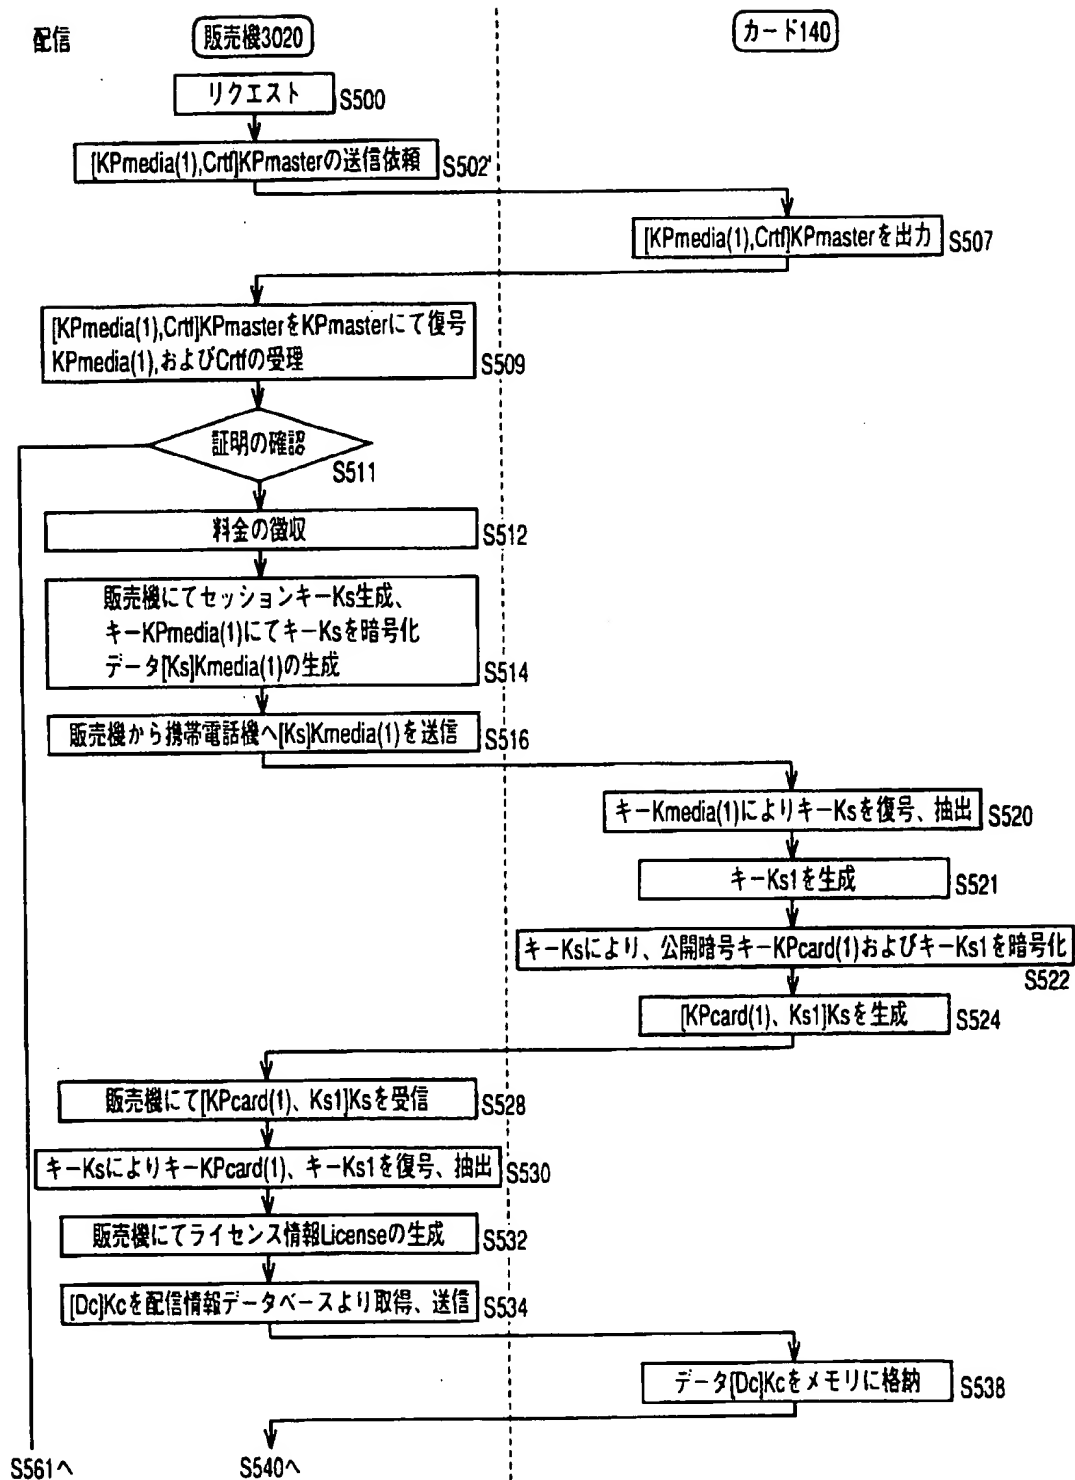 配信
販売機3020
カード140
リクエスト
S500
[KPmedia(1),Crtf]KPmasterの送信依頼
S502'
[KPmedia(1),Crtf]KPmasterを出力
S507
[KPmedia(1),Crtf]KPmasterをKPmasterにて復号
KPmedia(1),およびCrtfの受理
S509
証明の確認
S511
料金の徴収
S512
販売機にてセッションキーKs生成、
キーKPmedia(1)にてキーKsを暗号化
データ[Ks]Kmedia(1)の生成
S514
販売機から携帯電話機へ[Ks]Kmedia(1)を送信
S516
キーKmedia(1)によりキーKsを復号、抽出
S520
キーKs1を生成
S521
キーKsにより、公開暗号キーKPcard(1)およびキーKs1を暗号化
S522
[KPcard(1)、Ks1]Ksを生成
S524
販売機にて[KPcard(1)、Ks1]Ksを受信
S528
キーKsによりキーKPcard(1)、キーKs1を復号、抽出
S530
販売機にてライセンス情報Licenseの生成
S532
[Dc]Kcを配信情報データベースより取得、送信
S534
データ[Dc]Kcをメモリに格納
S538
S561へ
S540へ